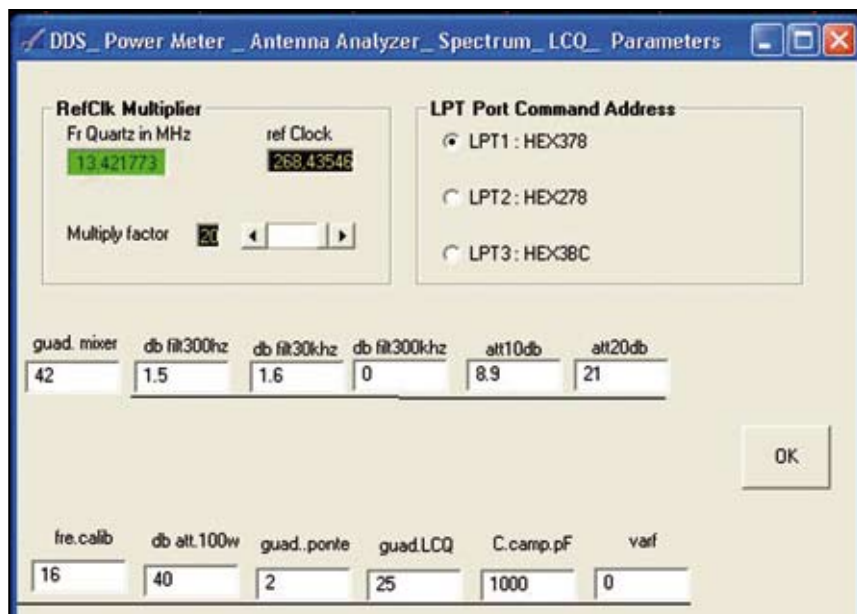 DDS_ Power Meter _ Antenna Analyzer_ Spectrum_ LCQ_ Parameters
RefClk Multiplier
Fr Quartz in MHz ref Clock
13,421773 268,43546
Multiply factor 20
LPT Port Command Address
LPT1 : HEX378
LPT2 : HEX278
LPT3 : HEX3BC
guad. mixer db filt300hz db filt30khz db filt300khz att10db att20db
42 1.5 1.6 0 8.9 21
OK
fre.calib db att.100w guad..ponte guad.LCQ C.camp.pF varf
16 40 2 25 1000 0